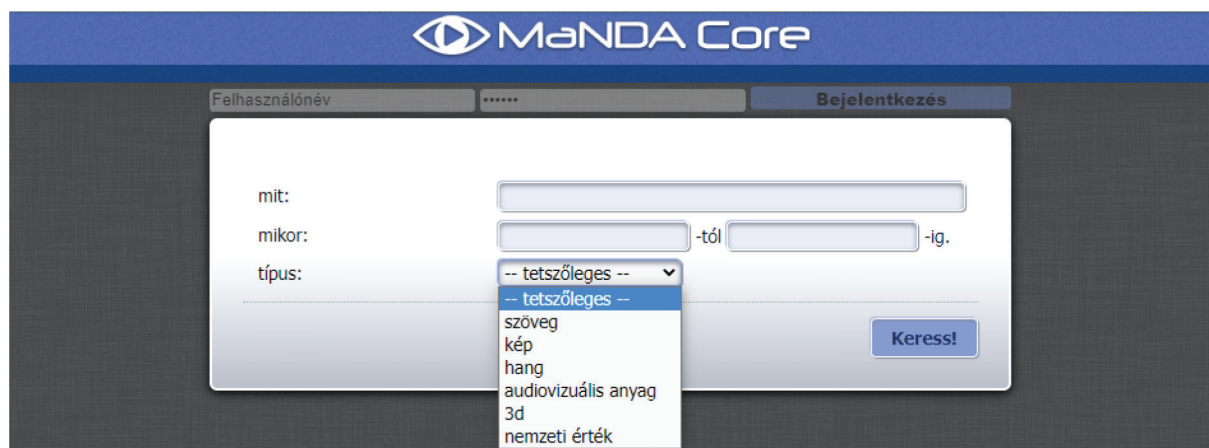 MaNDA Core
Felhasználónév •••••• Bejelentkezés
mit:
mikor: -tól -ig.
típus: -- tetszőleges --
-- tetszőleges --
szöveg
kép
hang
audiovizuális anyag
3d
nemzeti érték
Keress!